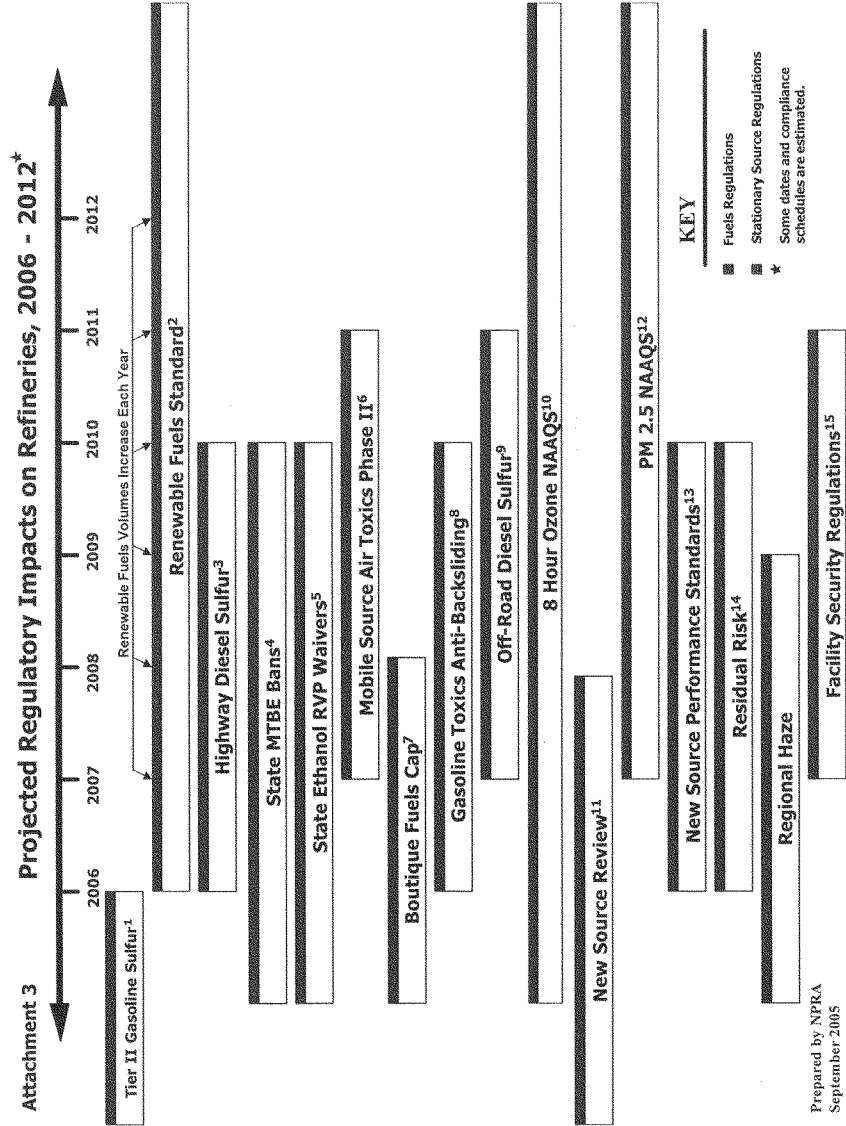 Attachment 3
Projected Regulatory Impacts on Refineries, 2006 - 2012★
2006 2007 2008 2009 2010 2011 2012
Tier II Gasoline Sulfur¹
Renewable Fuels Volumes Increase Each Year
Renewable Fuels Standard²
Highway Diesel Sulfur³
State MTBE Bans⁴
State Ethanol RVP Waivers⁵
Mobile Source Air Toxics Phase II⁶
Boutique Fuels Cap⁷
Gasoline Toxics Anti-Backsliding⁸
Off-Road Diesel Sulfur⁹
8 Hour Ozone NAAQS¹⁰
New Source Review¹¹
PM 2.5 NAAQS¹²
New Source Performance Standards¹³
Residual Risk¹⁴
Regional Haze
Facility Security Regulations¹⁵
KEY
Fuels Regulations
Stationary Source Regulations
★ Some dates and compliance
schedules are estimated.
Prepared by NPRA
September 2005